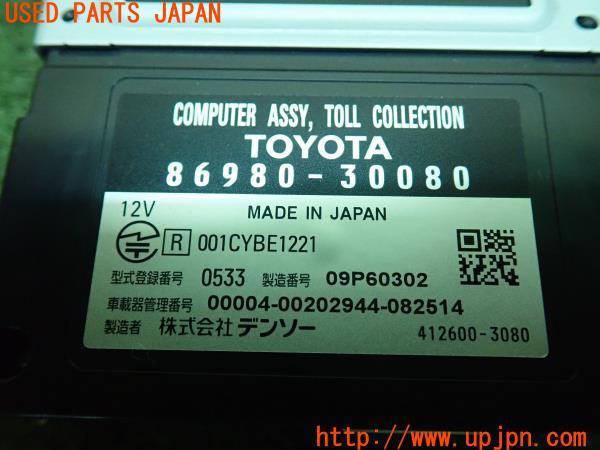 USED PARTS JAPAN
COMPUTER ASSY, TOLL COLLECTION
TOYOTA
86980-30080
12V MADE IN JAPAN
R 001CYBE1221
型式登録番号 0533 製造番号 09P60302
車載器管理番号 00004-00202944-082514
製造者 株式会社デンソー 412600-3080
http://www.upjpn.com